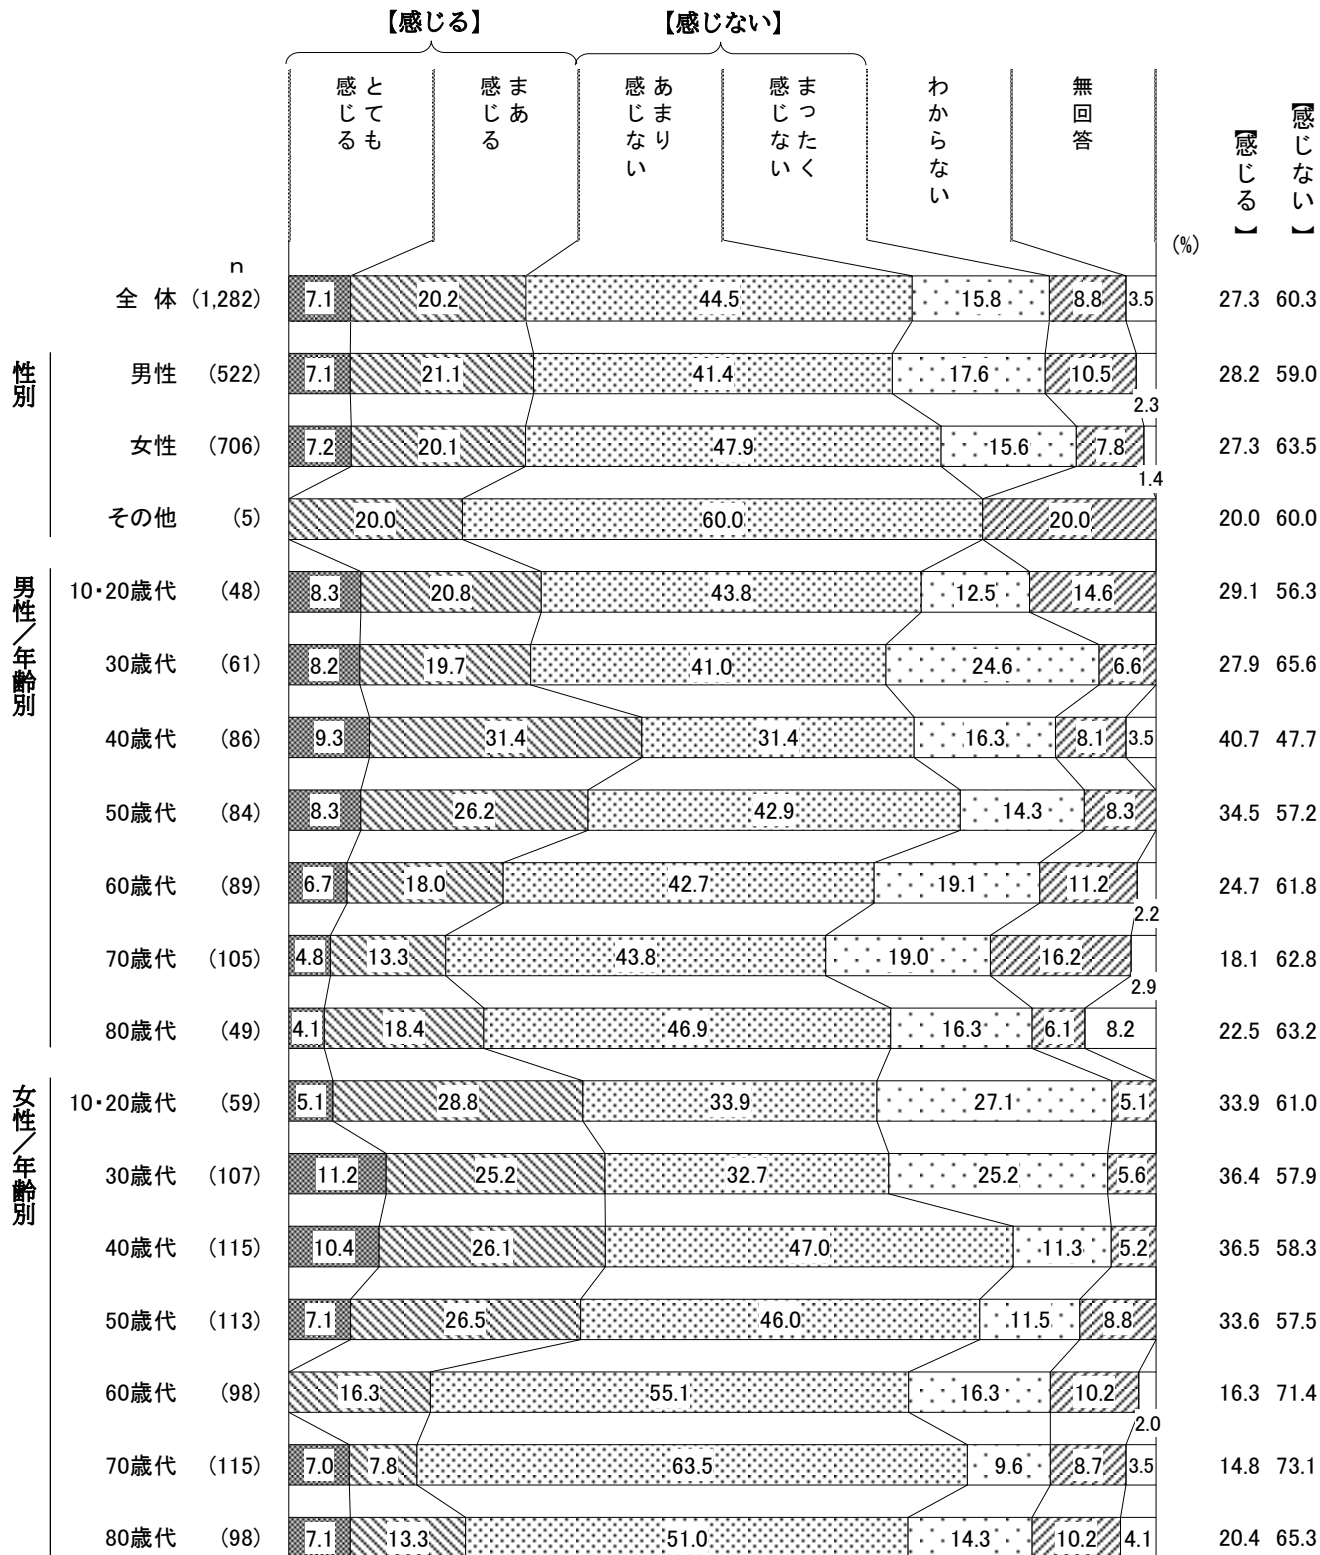 【感じる】 【感じない】
とても感じる まあ感じる あまり感じない まったく感じない わからない 無回答 【感じる】 【感じない】
(%)
n
全 体 (1,282) 7.1 20.2 44.5 15.8 8.8 3.5 27.3 60.3
性別
男性 (522) 7.1 21.1 41.4 17.6 10.5 2.3 28.2 59.0
女性 (706) 7.2 20.1 47.9 15.6 7.8 1.4 27.3 63.5
その他 (5) 20.0 60.0 20.0 20.0 60.0
男性/年齢別
10・20歳代 (48) 8.3 20.8 43.8 12.5 14.6 29.1 56.3
30歳代 (61) 8.2 19.7 41.0 24.6 6.6 27.9 65.6
40歳代 (86) 9.3 31.4 31.4 16.3 8.1 3.5 40.7 47.7
50歳代 (84) 8.3 26.2 42.9 14.3 8.3 34.5 57.2
60歳代 (89) 6.7 18.0 42.7 19.1 11.2 2.2 24.7 61.8
70歳代 (105) 4.8 13.3 43.8 19.0 16.2 2.9 18.1 62.8
80歳代 (49) 4.1 18.4 46.9 16.3 6.1 8.2 22.5 63.2
女性/年齢別
10・20歳代 (59) 5.1 28.8 33.9 27.1 5.1 33.9 61.0
30歳代 (107) 11.2 25.2 32.7 25.2 5.6 36.4 57.9
40歳代 (115) 10.4 26.1 47.0 11.3 5.2 36.5 58.3
50歳代 (113) 7.1 26.5 46.0 11.5 8.8 33.6 57.5
60歳代 (98) 16.3 55.1 16.3 10.2 2.0 16.3 71.4
70歳代 (115) 7.0 7.8 63.5 9.6 8.7 3.5 14.8 73.1
80歳代 (98) 7.1 13.3 51.0 14.3 10.2 4.1 20.4 65.3